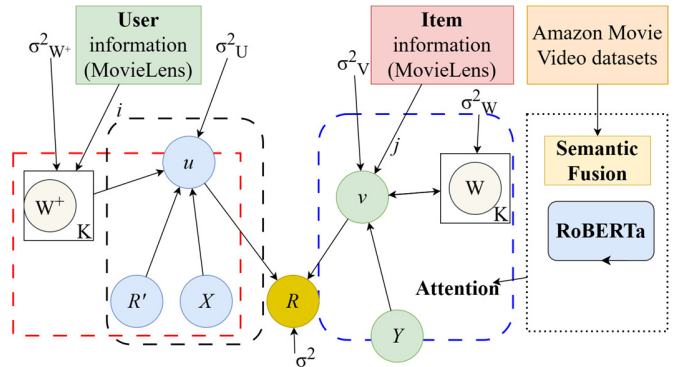 User
information
(MovieLens)
Item
information
(MovieLens)
Amazon Movie
Video datasets
σ²W⁺
σ²U
σ²V
σ²W
i
j
u
W⁺
K
v
W
K
Semantic
Fusion
RoBERTa
R'
X
R
Attention
Y
σ²